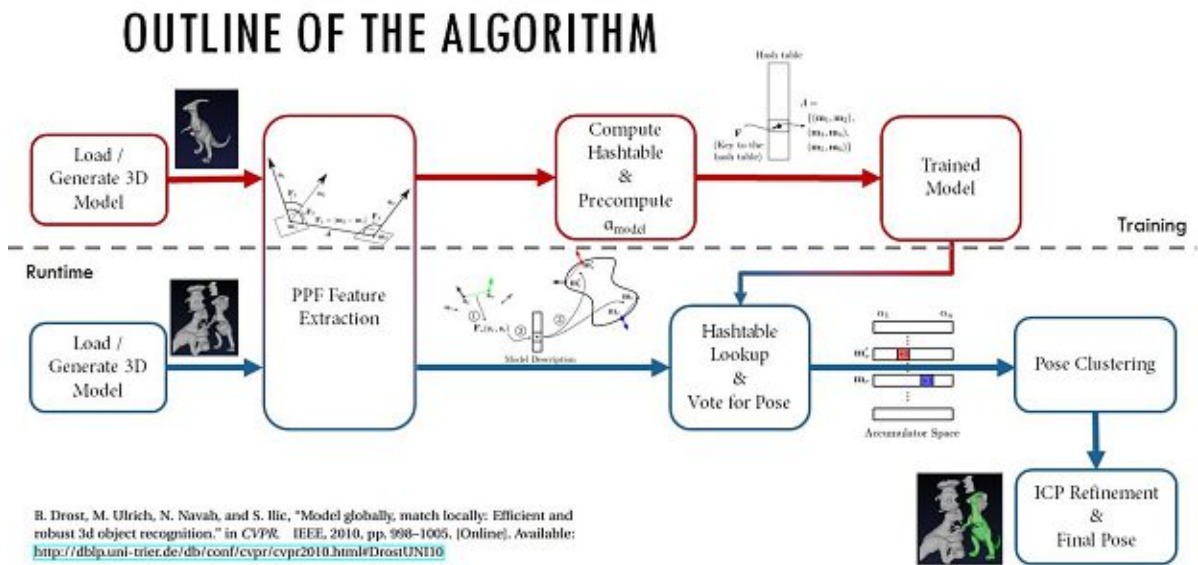 OUTLINE OF THE ALGORITHM
Hash table
Load /
Generate 3D
Model
Compute
Hashtable
&
Precompute
αmodel
F
(Key to the
hash table)
A =
Trained
Model
Training
Runtime
Load /
Generate 3D
Model
PPF Feature
Extraction
Model Description
Hashtable
Lookup
&
Vote for Pose
Accumulator Space
Pose Clustering
ICP Refinement
&
Final Pose
B. Drost, M. Ulrich, N. Navab, and S. Ilic, "Model globally, match locally: Efficient and
robust 3d object recognition." in CVPR. IEEE, 2010, pp. 998–1005. [Online]. Available:
http://dblp.uni-trier.de/db/conf/cvpr/cvpr2010.html#DrostUNI10